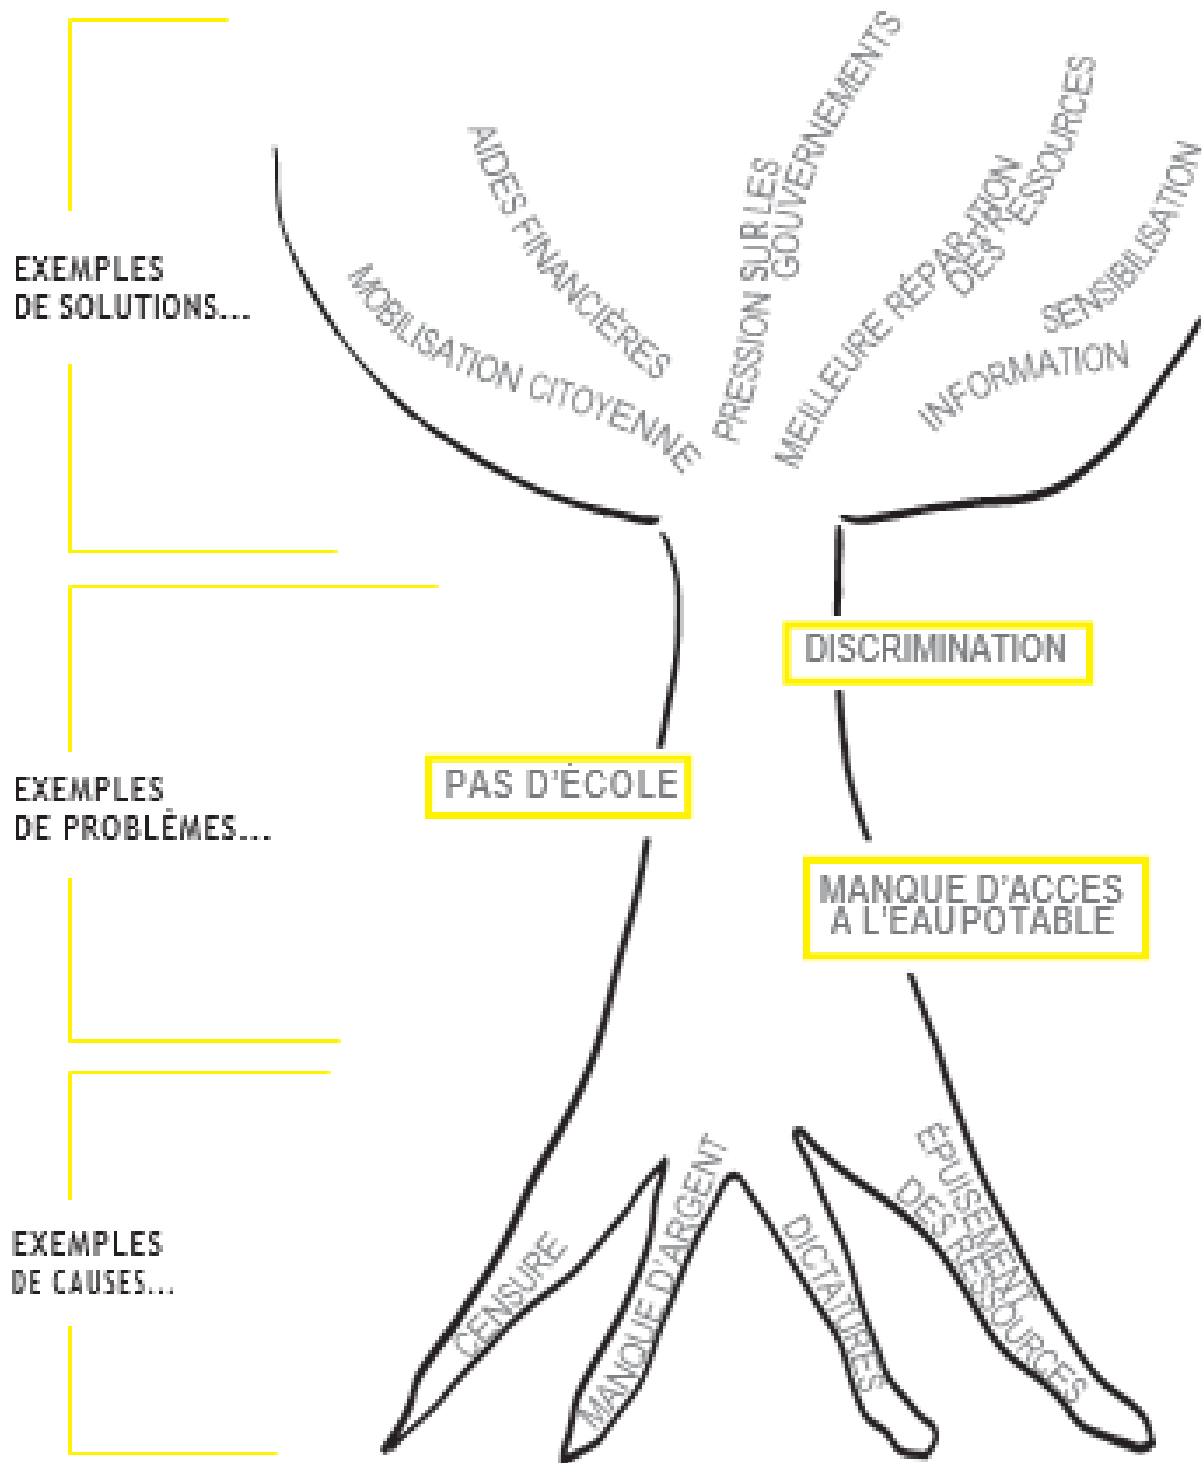 EXEMPLES
DE SOLUTIONS...
MOBILISATION CITOYENNE
AIDES FINANCIÈRES
PRESSION SUR LES
GOUVERNEMENTS
MEILLEURE RÉPARTITION
DES RESSOURCES
INFORMATION
SENSIBILISATION
EXEMPLES
DE PROBLÈMES...
DISCRIMINATION
PAS D'ÉCOLE
MANQUE D'ACCES
A L'EAUPOTABLE
EXEMPLES
DE CAUSES...
CENSURE
MANQUE D'ARGENT
DICTATURES
ÉPUISEMENT
DES RESSOURCES